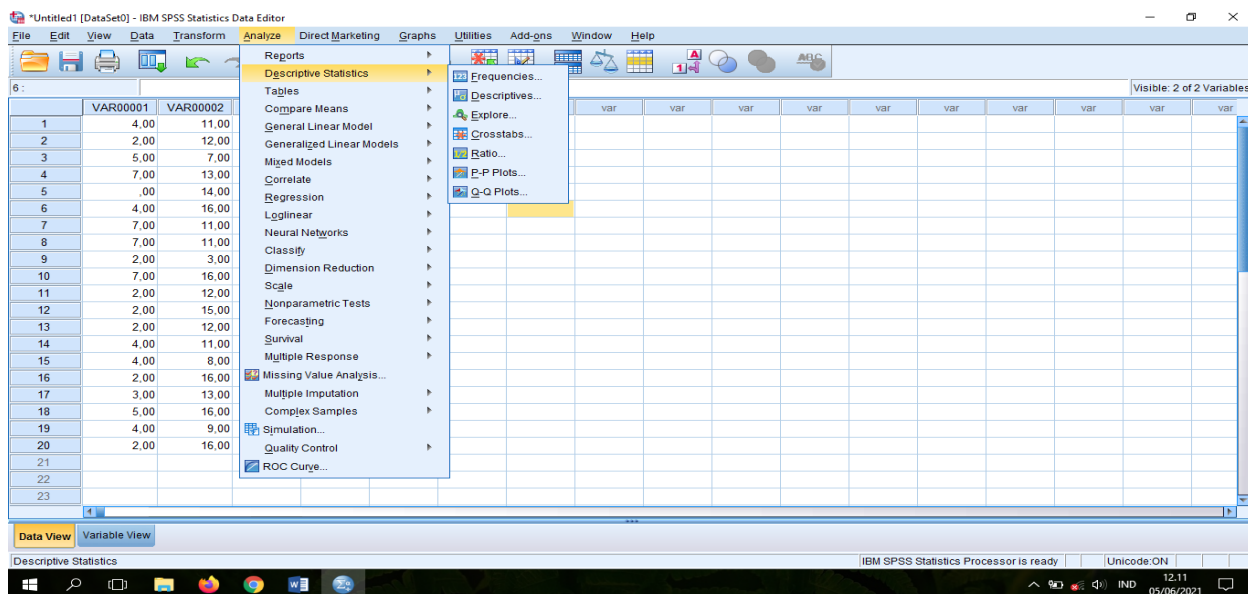 *Untitled1 [DataSet0] - IBM SPSS Statistics Data Editor
File Edit View Data Transform Analyze Direct Marketing Graphs Utilities Add-ons Window Help
6 :
Visible: 2 of 2 Variables
VAR00001 VAR00002 var var var var var var var var var var
1 4,00 11,00
2 2,00 12,00
3 5,00 7,00
4 7,00 13,00
5 ,00 14,00
6 4,00 16,00
7 7,00 11,00
8 7,00 11,00
9 2,00 3,00
10 7,00 16,00
11 2,00 12,00
12 2,00 15,00
13 2,00 12,00
14 4,00 11,00
15 4,00 8,00
16 2,00 16,00
17 3,00 13,00
18 5,00 16,00
19 4,00 9,00
20 2,00 16,00
21
22
23
Reports
Descriptive Statistics
Tables
Compare Means
General Linear Model
Generalized Linear Models
Mixed Models
Correlate
Regression
Loglinear
Neural Networks
Classify
Dimension Reduction
Scale
Nonparametric Tests
Forecasting
Survival
Multiple Response
Missing Value Analysis...
Multiple Imputation
Complex Samples
Simulation...
Quality Control
ROC Curve...
Frequencies...
Descriptives...
Explore...
Crosstabs...
Ratio...
P-P Plots...
Q-Q Plots...
Data View Variable View
Descriptive Statistics
IBM SPSS Statistics Processor is ready
Unicode:ON
IND
12.11
05/06/2021